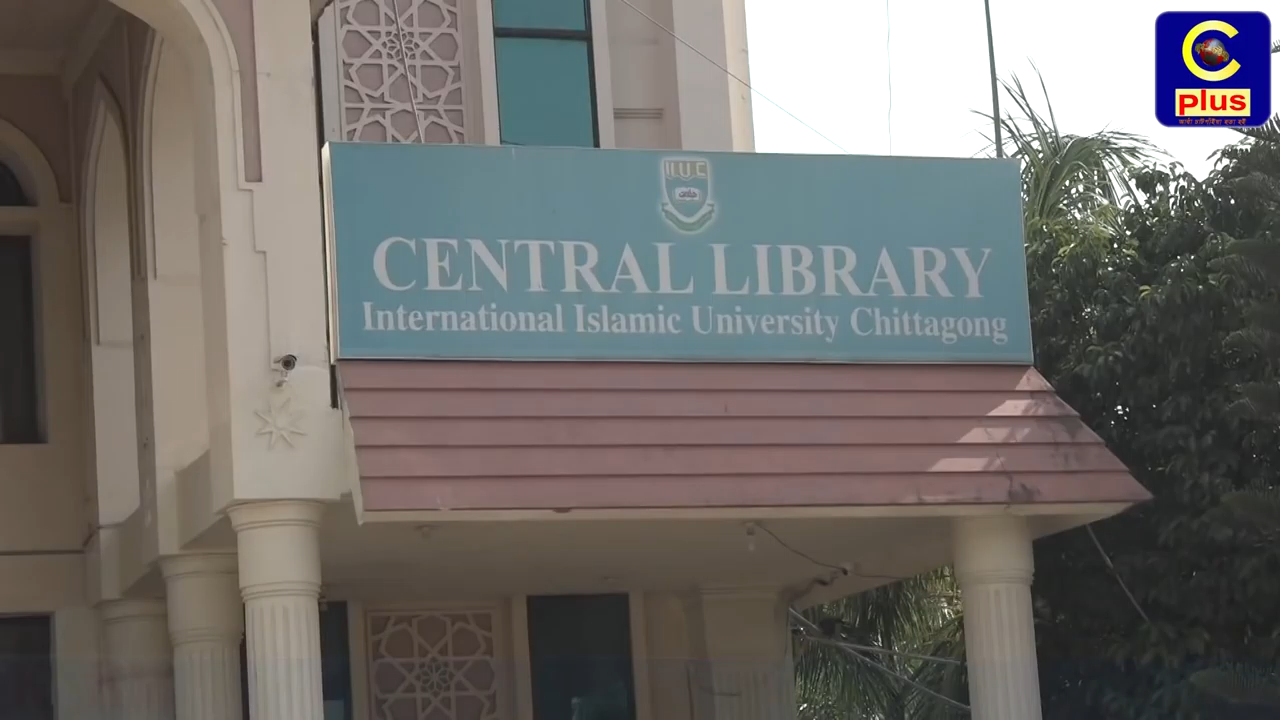 C
plus
IIUC
CENTRAL LIBRARY
International Islamic University Chittagong